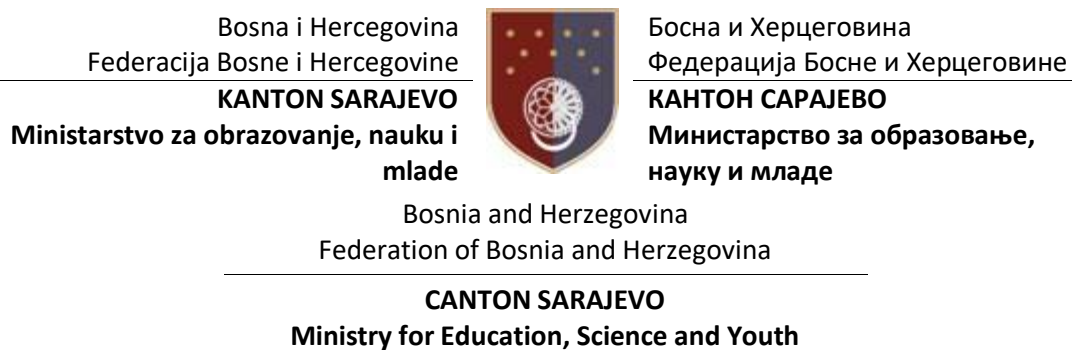 Bosna i Hercegovina
Federacija Bosne i Hercegovine
KANTON SARAJEVO
Ministarstvo za obrazovanje, nauku i
mlade
Босна и Херцеговина
Федерација Босне и Херцеговине
КАНТОН САРАЈЕВО
Министарство за образовање,
науку и младе
Bosnia and Herzegovina
Federation of Bosnia and Herzegovina
CANTON SARAJEVO
Ministry for Education, Science and Youth